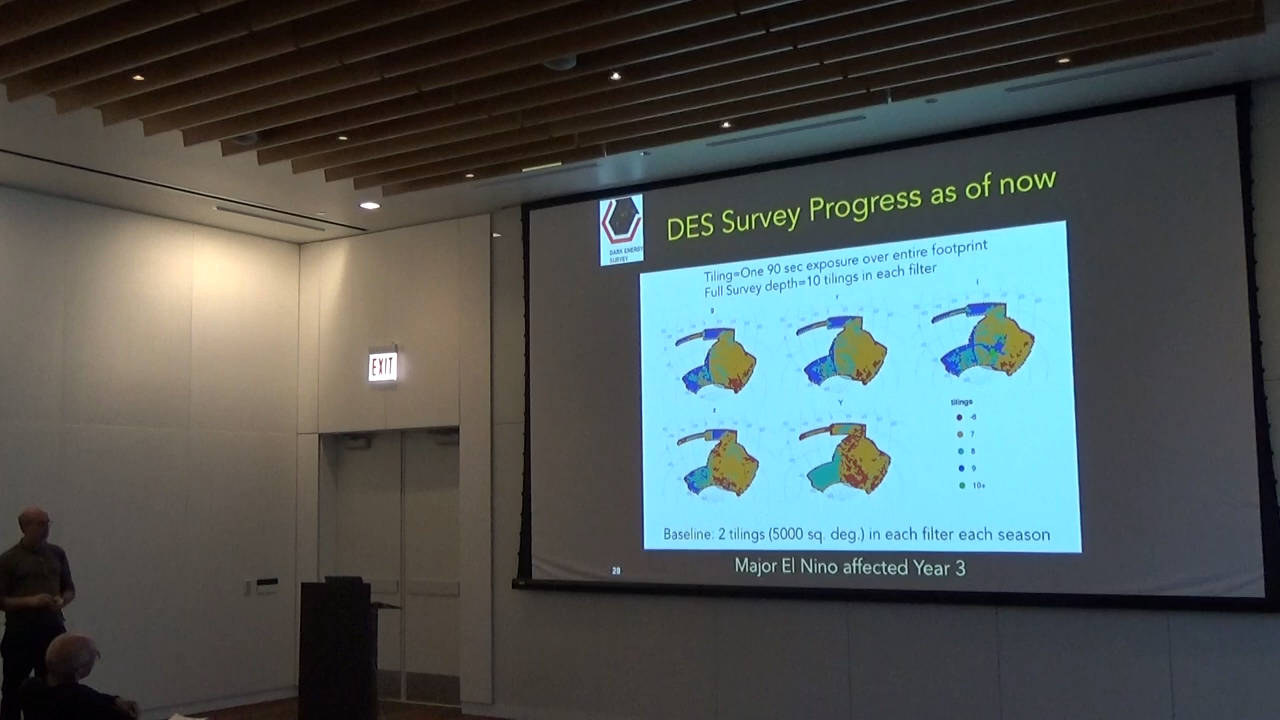 DES Survey Progress as of now
DARK ENERGY
SURVEY
Tiling=One 90 sec exposure over entire footprint
Full Survey depth=10 tilings in each filter
g
r
i
z
Y
tilings
-6
7
8
9
10+
Baseline: 2 tilings (5000 sq. deg.) in each filter each season
Major El Nino affected Year 3
28
EXIT